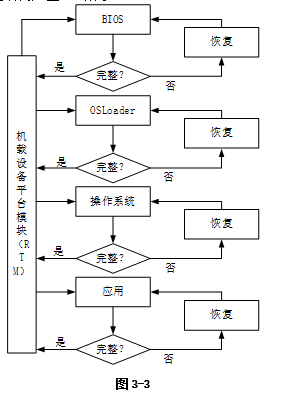 BIOS
恢复
是
完整?
否
OSLoader
恢复
是
完整?
否
机载设备平台模块（RTM）
操作系统
恢复
是
完整?
否
应用
恢复
是
完整?
否
图 3-3